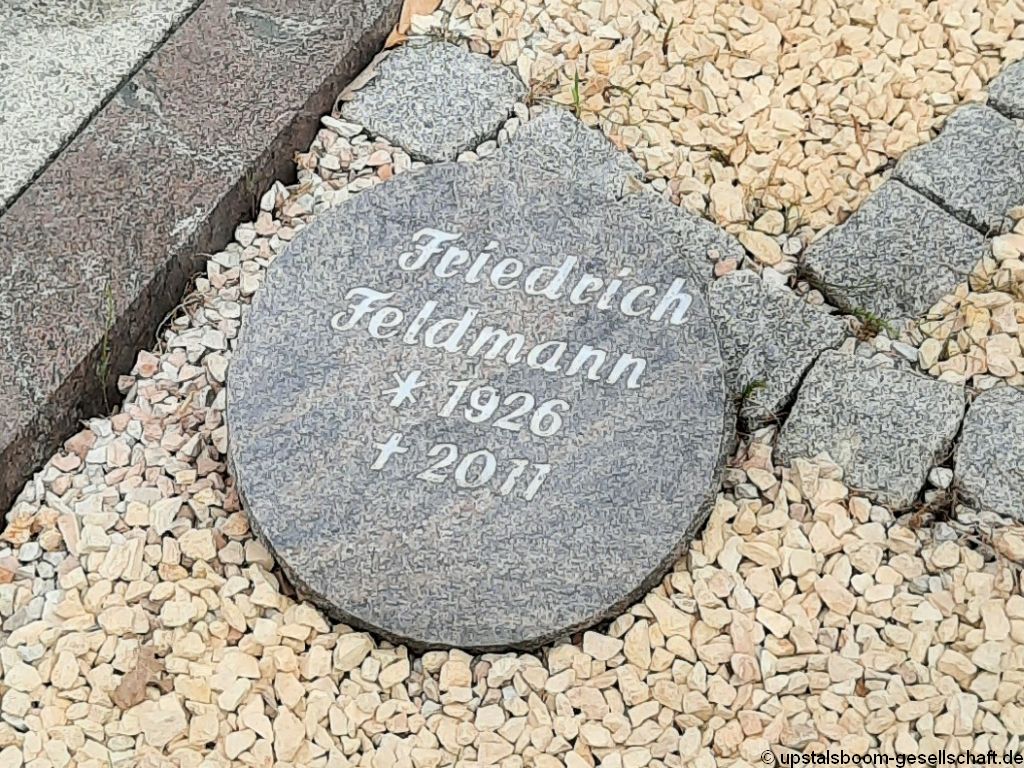 Friedrich
Feldmann
* 1926
† 2011
© upstalsboom-gesellschaft.de